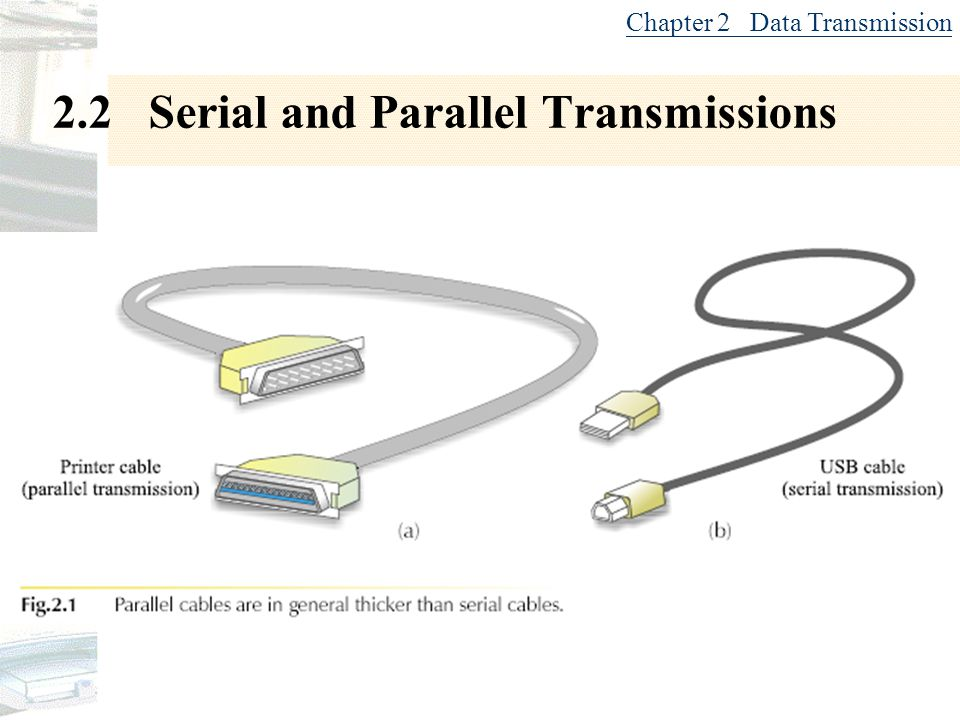 Chapter 2 Data Transmission
2.2 Serial and Parallel Transmissions
Printer cable
(parallel transmission)
USB cable
(serial transmission)
(a)
(b)
Fig.2.1 Parallel cables are in general thicker than serial cables.